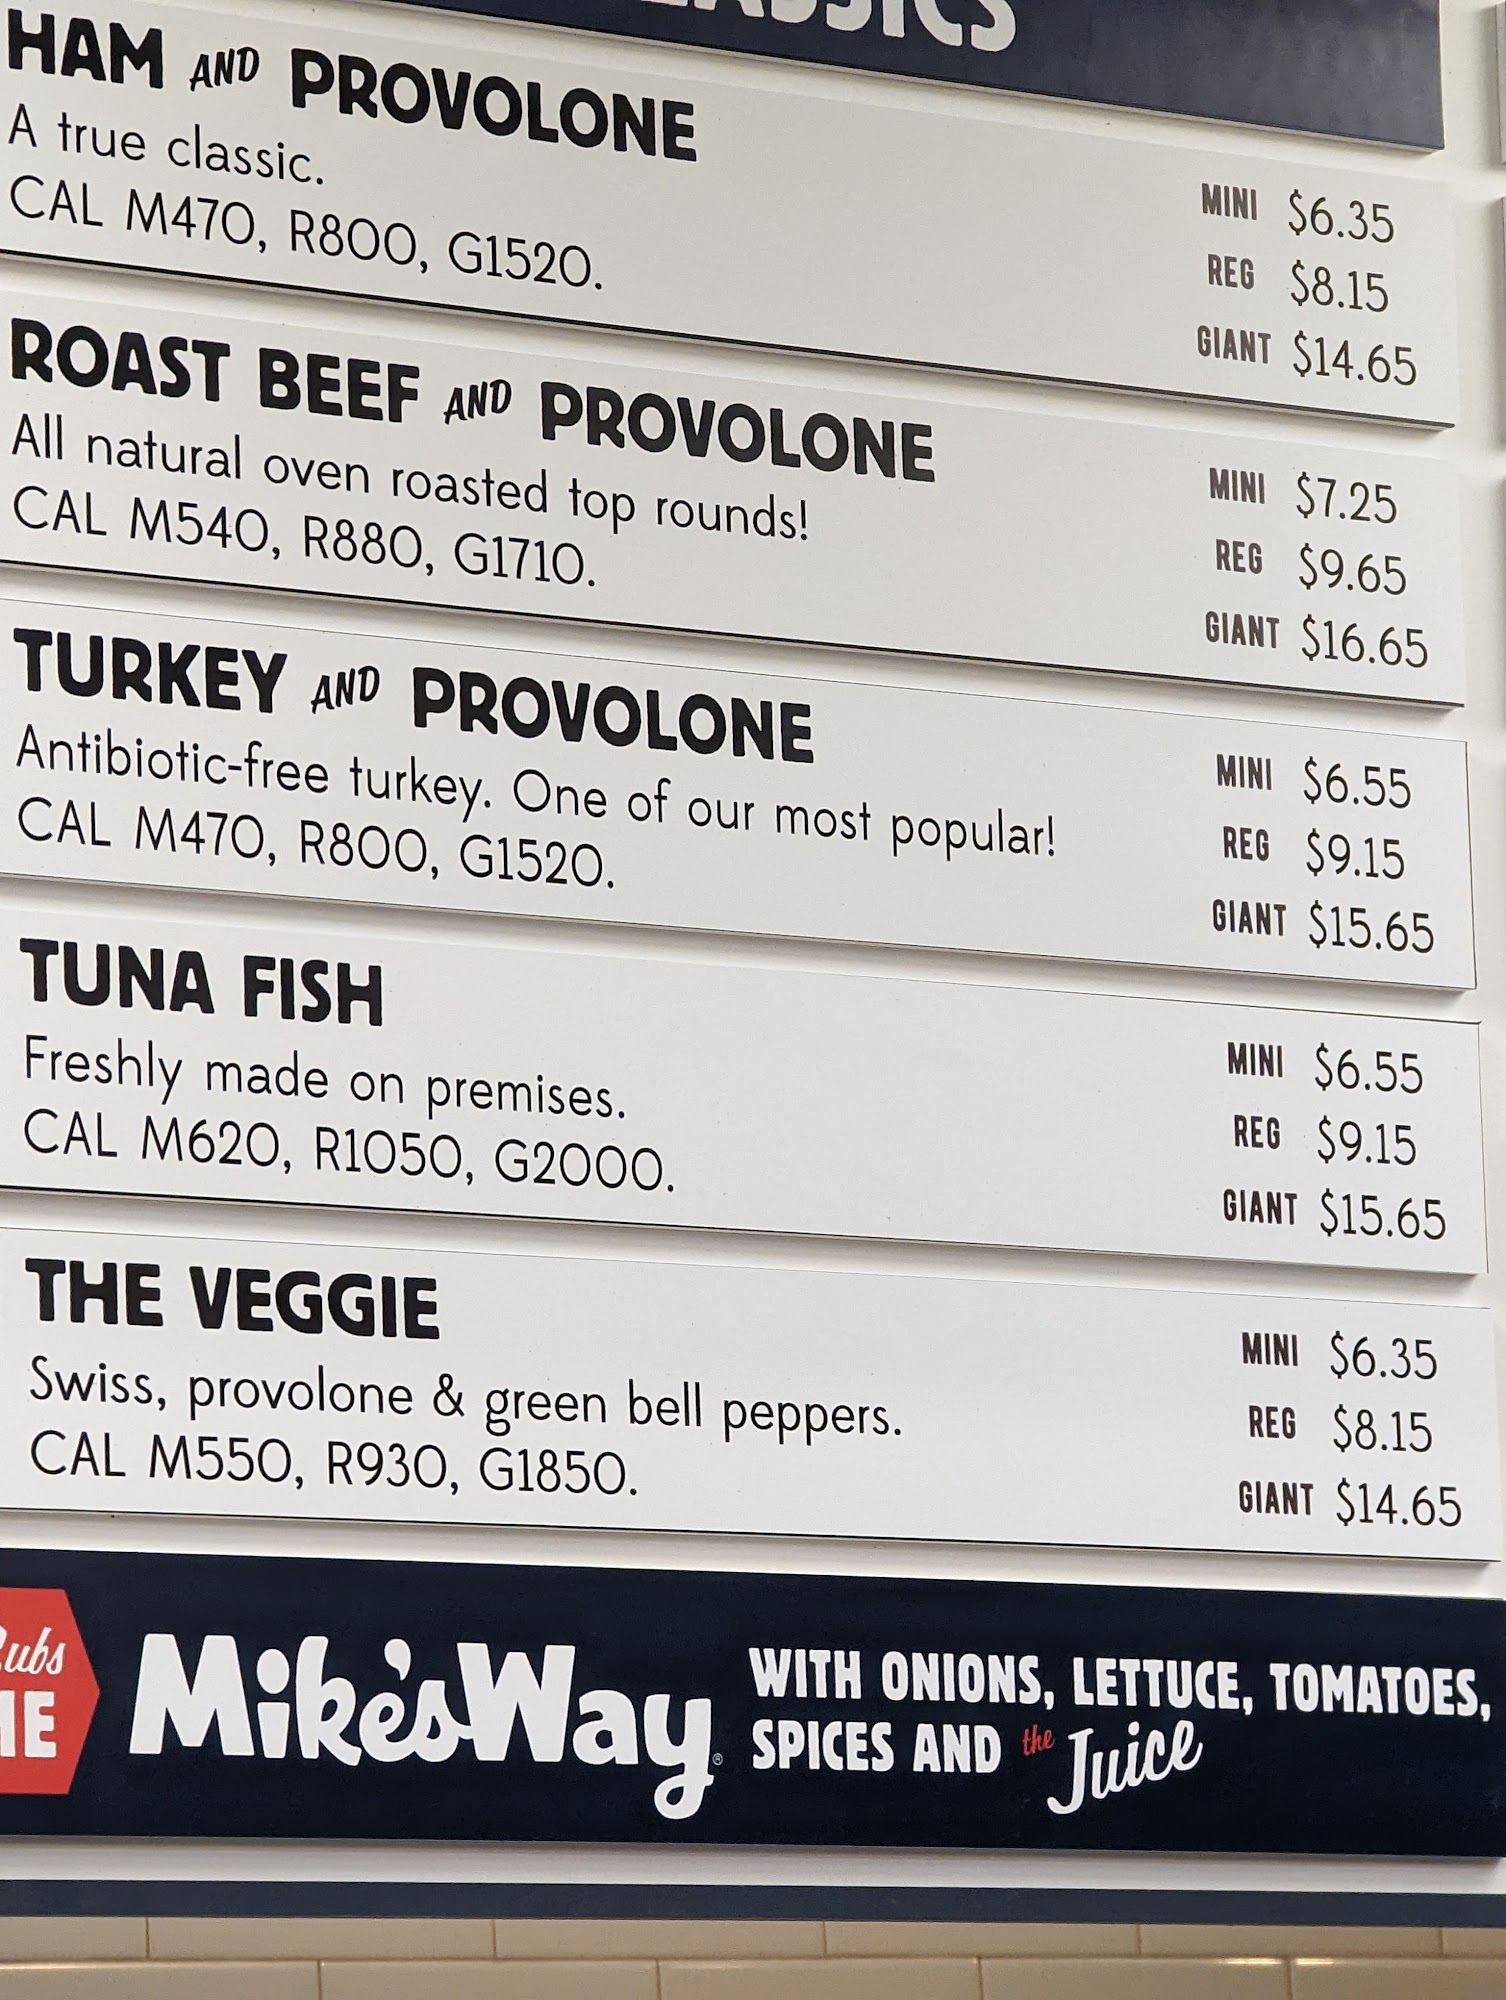 HAM AND PROVOLONE
A true classic.
CAL M470, R800, G1520.
MINI $6.35
REG $8.15
GIANT $14.65
ROAST BEEF AND PROVOLONE
All natural oven roasted top rounds!
CAL M540, R880, G1710.
MINI $7.25
REG $9.65
GIANT $16.65
TURKEY AND PROVOLONE
Antibiotic-free turkey. One of our most popular!
CAL M470, R800, G1520.
MINI $6.55
REG $9.15
GIANT $15.65
TUNA FISH
Freshly made on premises.
CAL M620, R1050, G2000.
MINI $6.55
REG $9.15
GIANT $15.65
THE VEGGIE
Swiss, provolone & green bell peppers.
CAL M550, R930, G1850.
MINI $6.35
REG $8.15
GIANT $14.65
Mike's Way®
WITH ONIONS, LETTUCE, TOMATOES,
SPICES AND the Juice